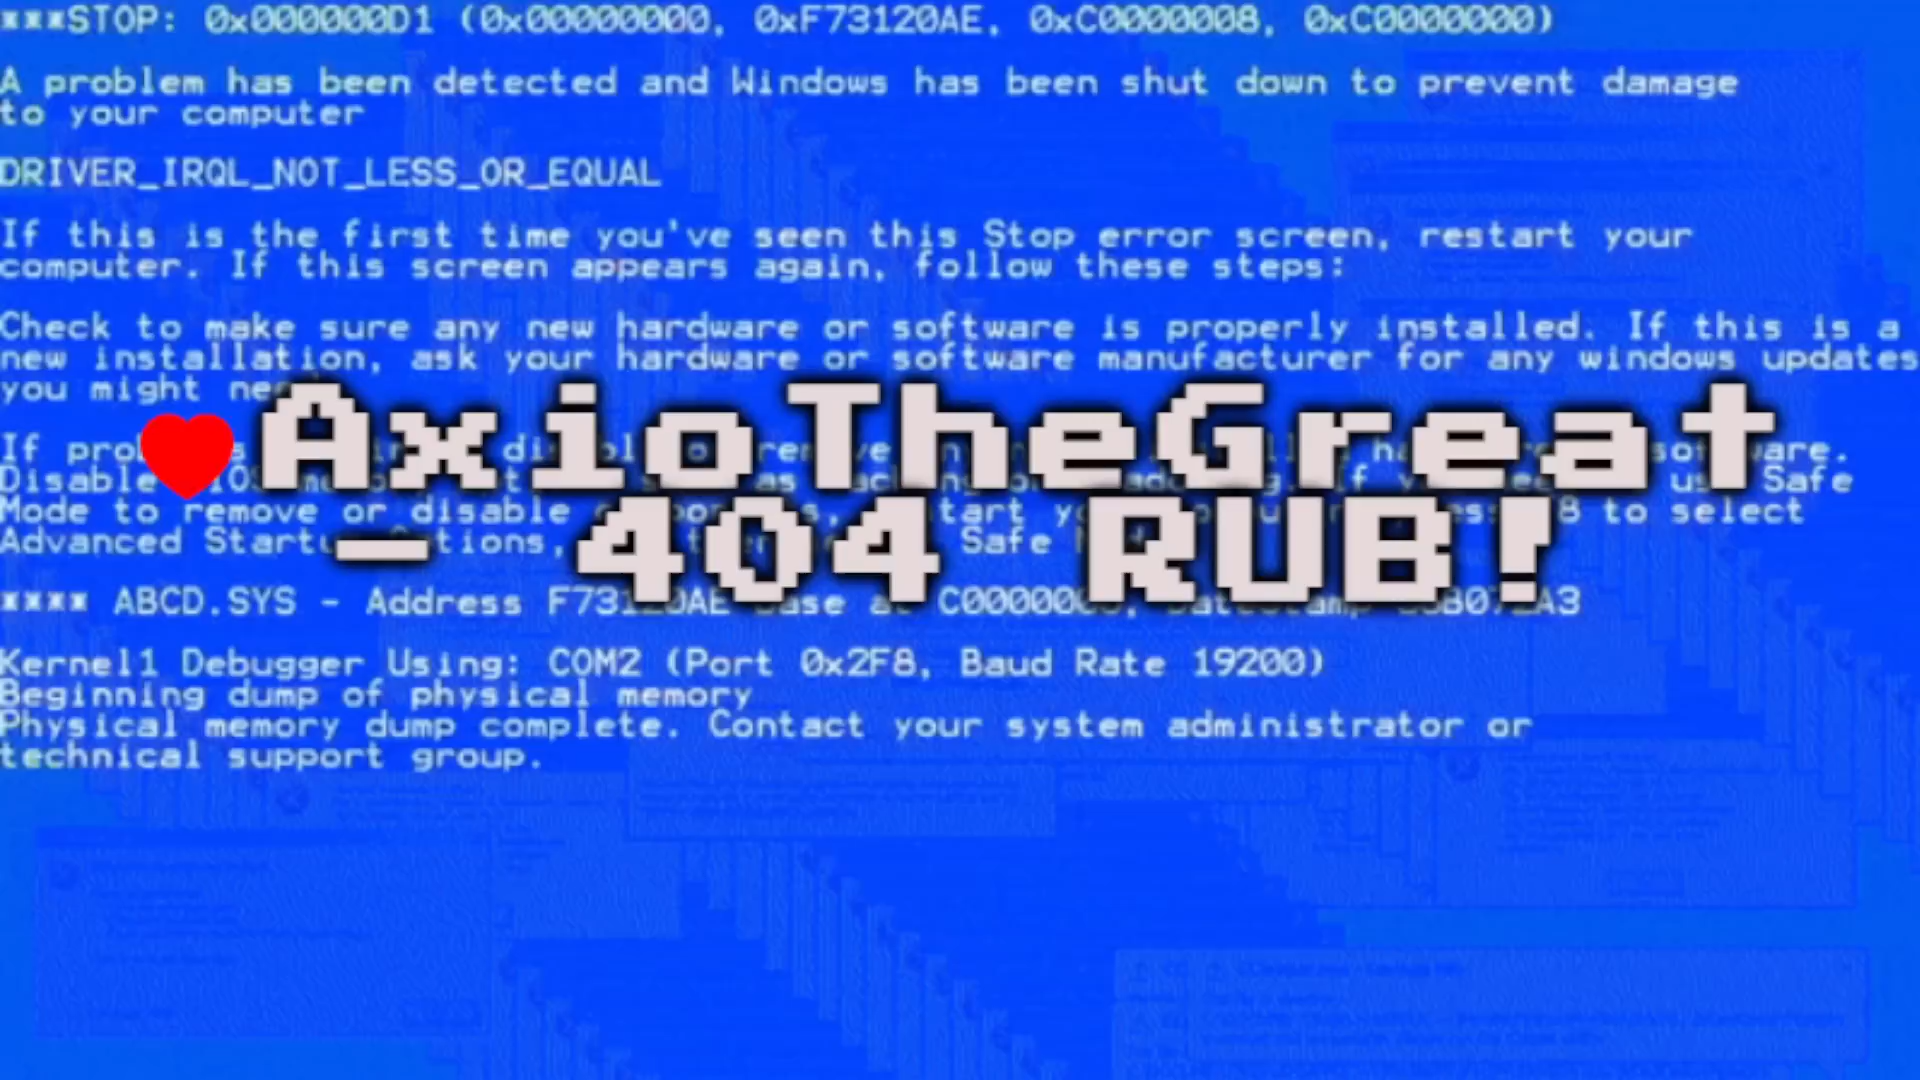 ***STOP: 0x000000D1 (0x00000000, 0xF73120AE, 0xC0000008, 0xC0000000)
A problem has been detected and Windows has been shut down to prevent damage
to your computer
DRIVER_IRQL_NOT_LESS_OR_EQUAL
If this is the first time you've seen this Stop error screen, restart your
computer. If this screen appears again, follow these steps:
Check to make sure any new hardware or software is properly installed. If this is a
new installation, ask your hardware or software manufacturer for any windows updates
you might
AxioTheGreat
- 404 RUB!
If
Disable Safe
Mode to remove or disable to select
Advanced Safe
**** ABCD.SYS - Address F73120AE
Kernel1 Debugger Using: COM2 (Port 0x2F8, Baud Rate 19200)
Beginning dump of physical memory
Physical memory dump complete. Contact your system administrator or
technical support group.